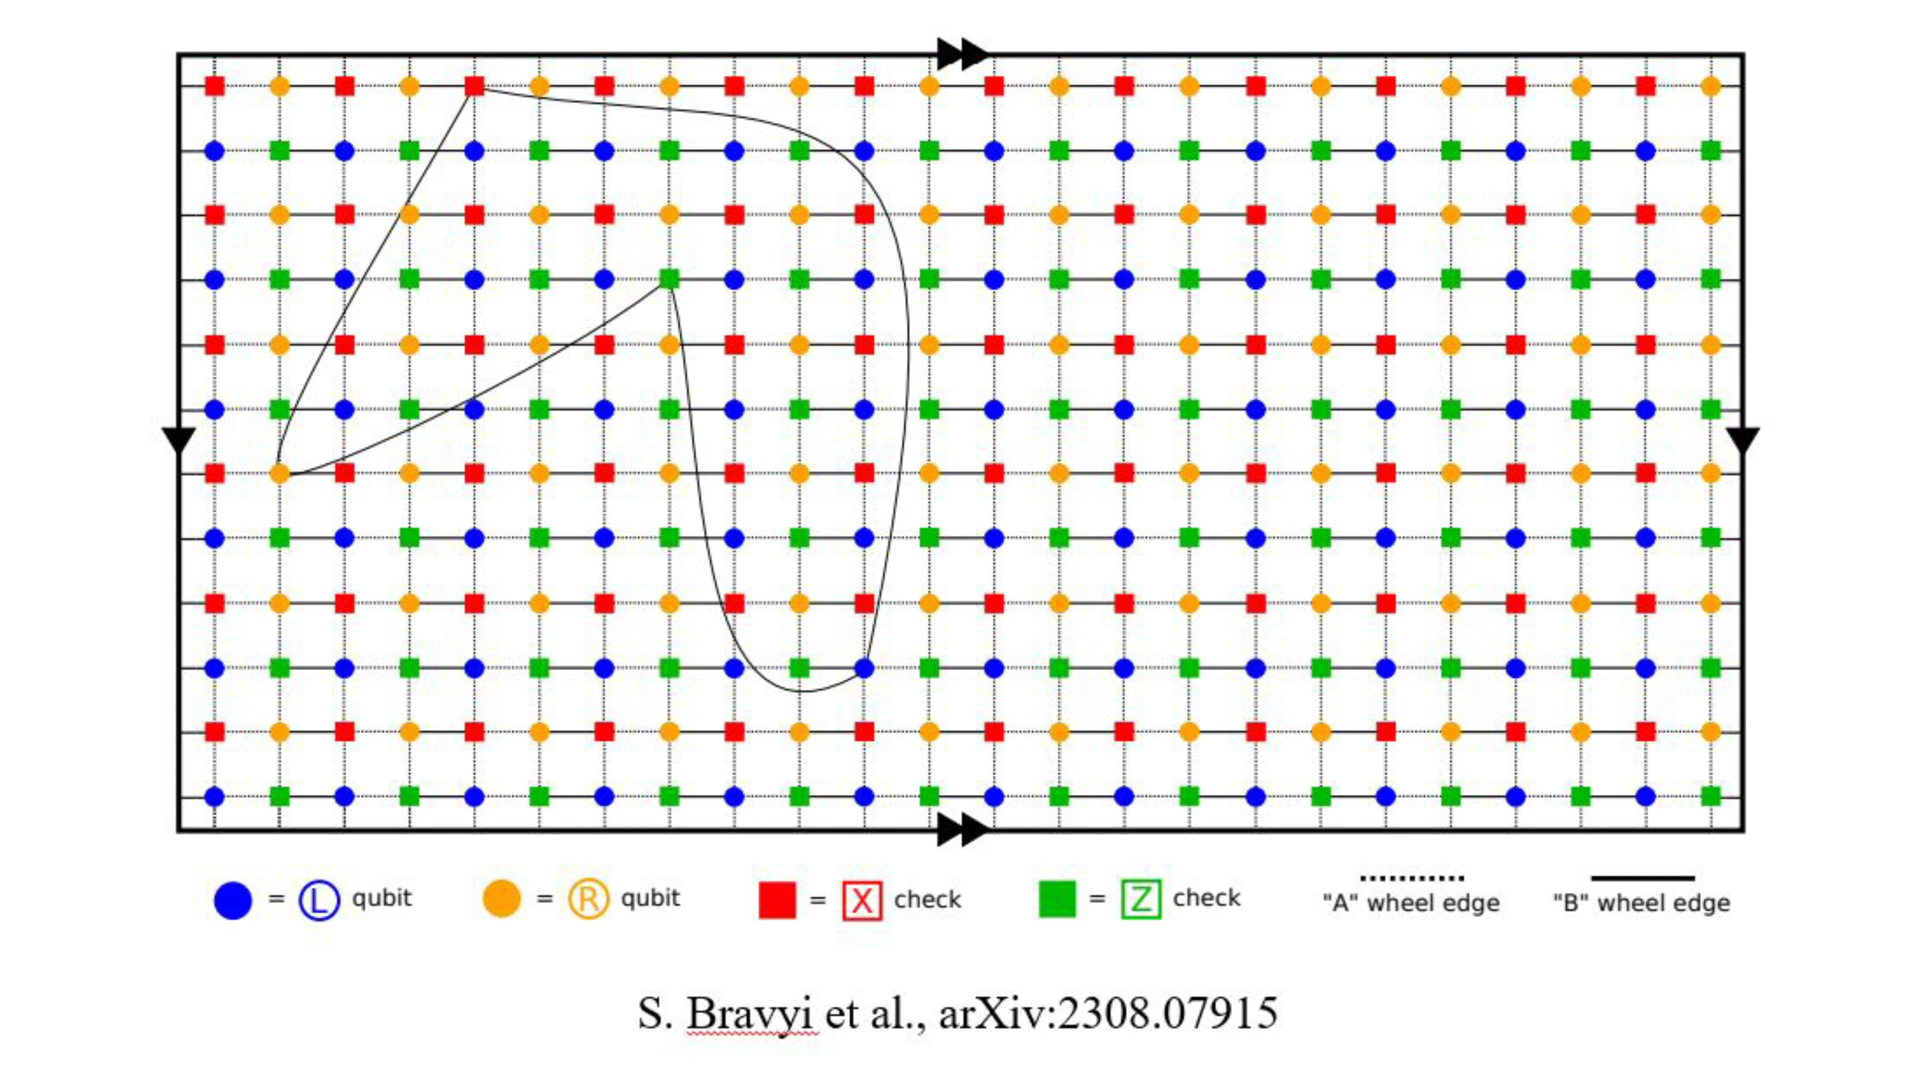 = L qubit = R qubit = X check = Z check "A" wheel edge "B" wheel edge
S. Bravyi et al., arXiv:2308.07915